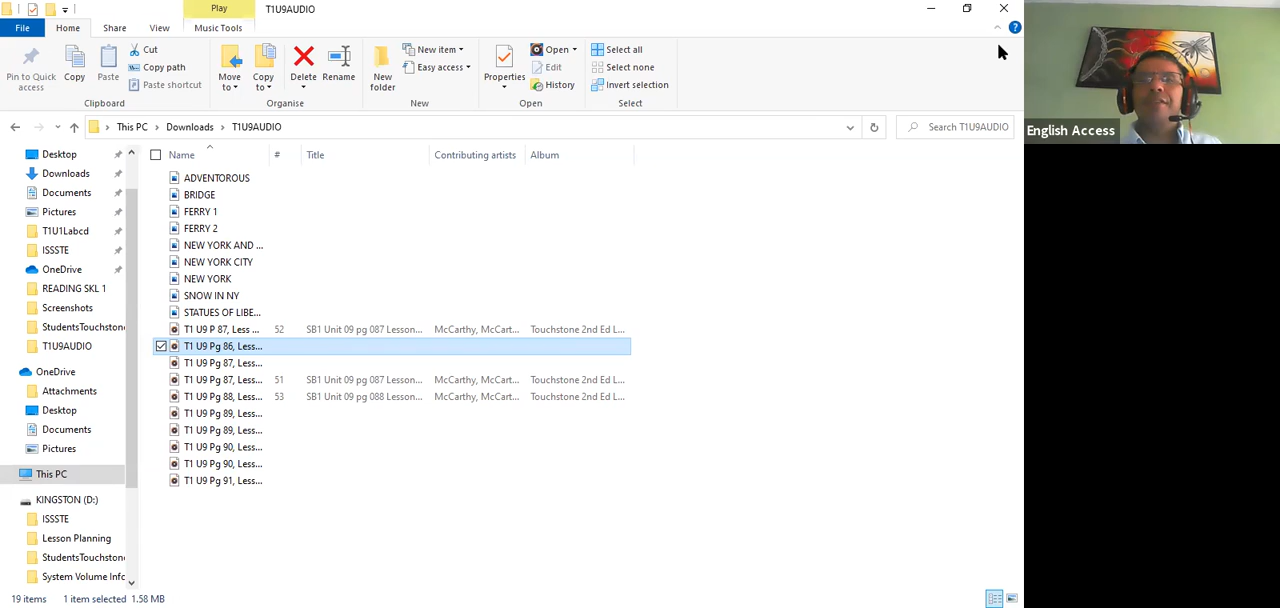 Play
T1U9AUDIO
File
Home
Share
View
Music Tools
Pin to Quick access
Copy
Paste
Cut
Copy path
Paste shortcut
Clipboard
Move to
Copy to
Delete
Rename
Organise
New folder
New item
Easy access
New
Properties
Open
Edit
History
Open
Select all
Select none
Invert selection
Select
This PC > Downloads > T1U9AUDIO
Search T1U9AUDIO
Desktop
Downloads
Documents
Pictures
T1U1Labcd
ISSSTE
OneDrive
READING SKL 1
Screenshots
StudentsTouchstone
T1U9AUDIO
OneDrive
Attachments
Desktop
Documents
Pictures
This PC
KINGSTON (D:)
ISSSTE
Lesson Planning
StudentsTouchstone
System Volume Info
Name # Title Contributing artists Album
ADVENTOROUS
BRIDGE
FERRY 1
FERRY 2
NEW YORK AND ...
NEW YORK CITY
NEW YORK
SNOW IN NY
STATUES OF LIBE...
T1 U9 P 87, Less ... 52 SB1 Unit 09 pg 087 Lesson... McCarthy, McCart... Touchstone 2nd Ed L...
T1 U9 Pg 86, Less...
T1 U9 Pg 87, Less...
T1 U9 Pg 87, Less... 51 SB1 Unit 09 pg 087 Lesson... McCarthy, McCart... Touchstone 2nd Ed L...
T1 U9 Pg 88, Less... 53 SB1 Unit 09 pg 088 Lesson... McCarthy, McCart... Touchstone 2nd Ed L...
T1 U9 Pg 89, Less...
T1 U9 Pg 89, Less...
T1 U9 Pg 90, Less...
T1 U9 Pg 90, Less...
T1 U9 Pg 91, Less...
19 items 1 item selected 1.58 MB
English Access